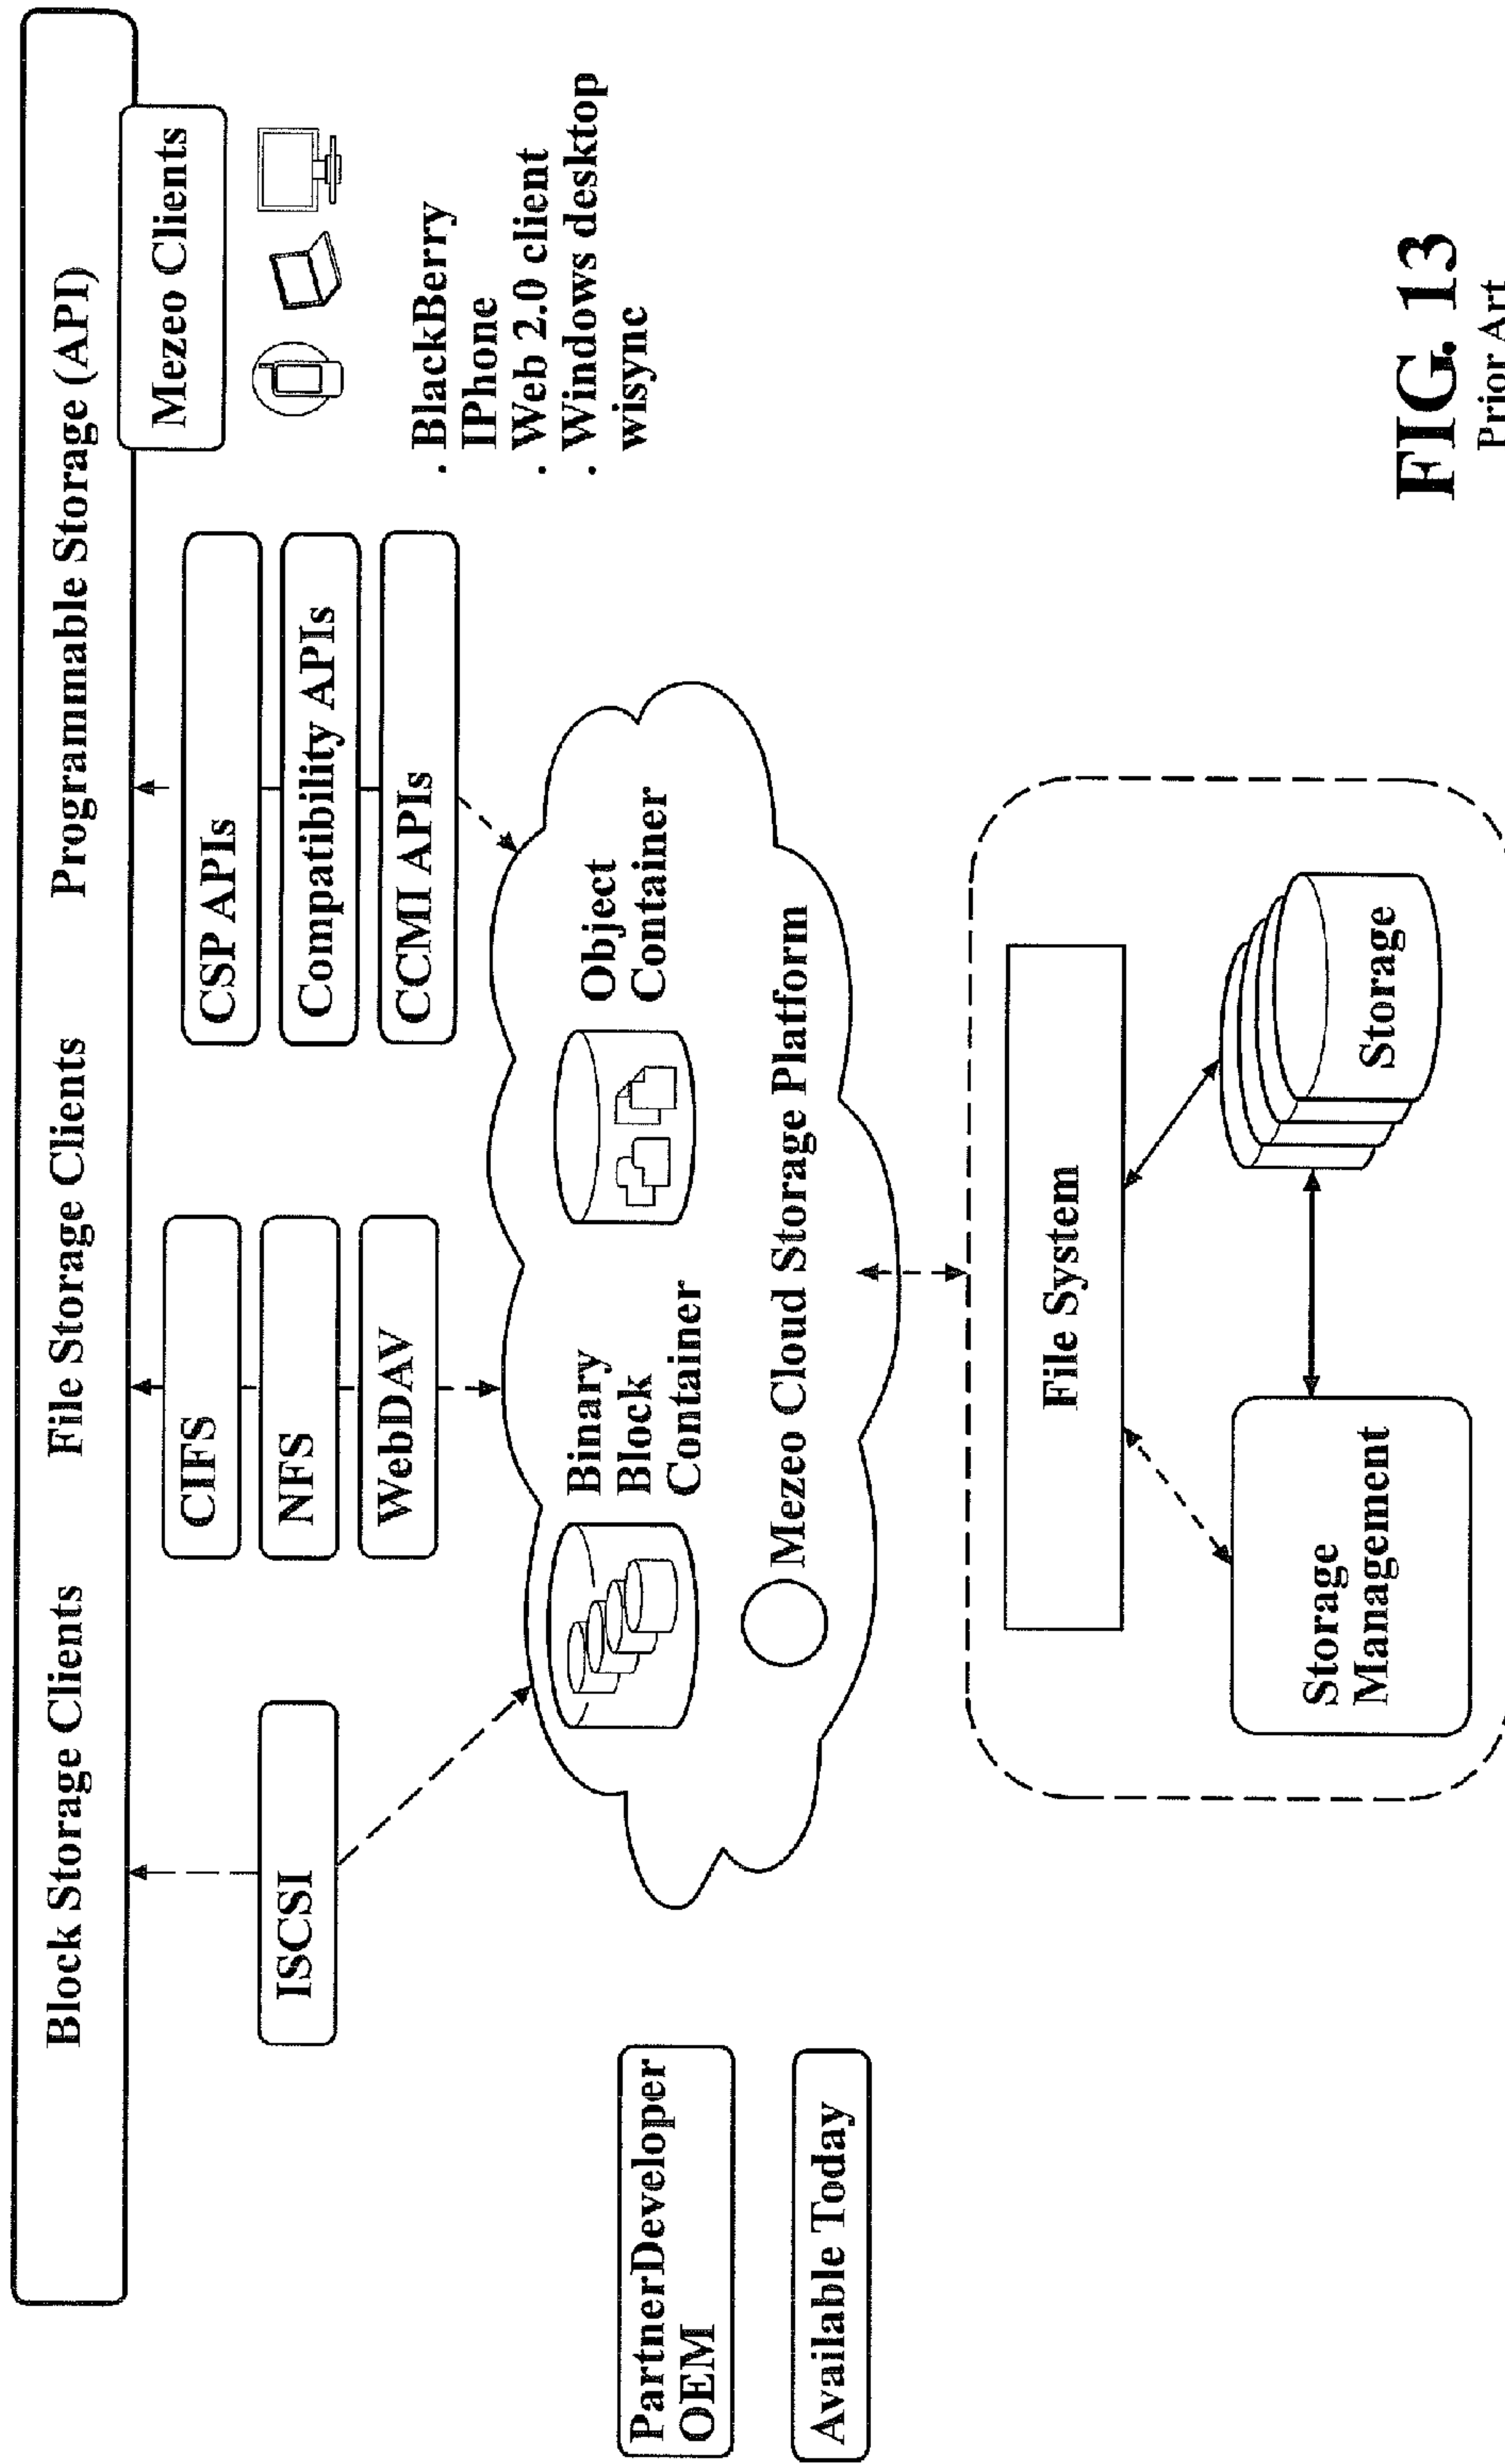 Block Storage Clients
File Storage Clients
Programmable Storage (API)
Mezeo Clients
ISCSI
CIFS
NFS
WebDAV
CSP APIs
Compatibility APIs
CCMI APIs
. BlackBerry
IPhone
. Web 2.0 client
. Windows desktop
wisync
PartnerDeveloper
OEM
Available Today
Binary
Block
Container
Object
Container
Mezeo Cloud Storage Platform
File System
Storage
Management
Storage
FIG. 13
Prior Art